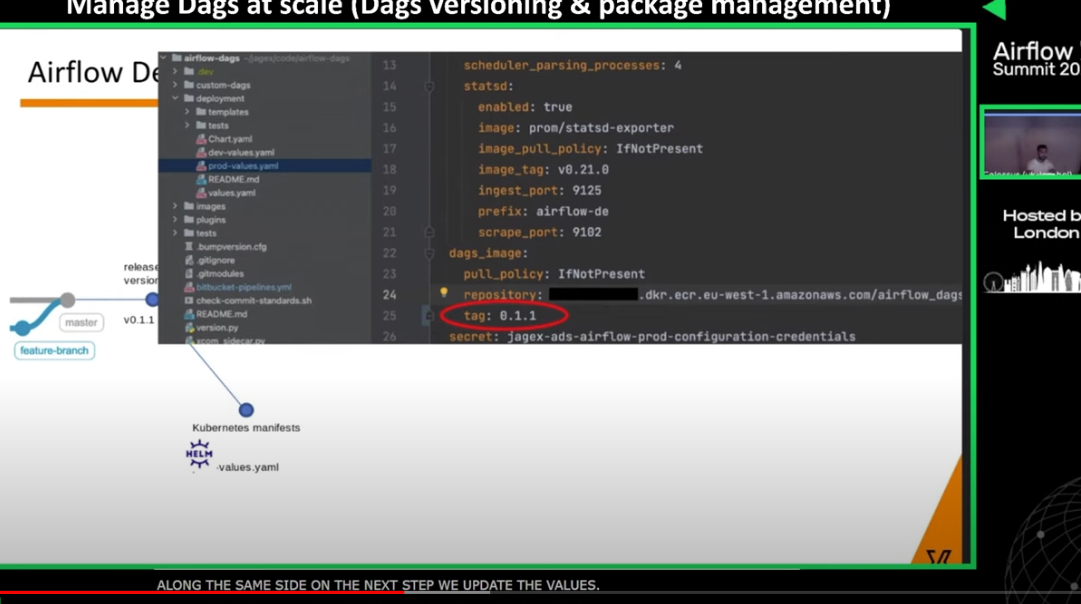 Manage Dags at scale (Dags versioning & package management)
Airflow
Summit 20
Hosted b
London
Airflow De
airflow-dags ~/jagex/code/airflow-dags
.dev
custom-dags
deployment
templates
tests
Chart.yaml
dev-values.yaml
prod-values.yaml
README.md
values.yaml
images
plugins
tests
.bumpversion.cfg
.gitignore
.gitmodules
bitbucket-pipelines.yml
check-commit-standards.sh
README.md
version.py
xcom_sidecar.py
13 scheduler_parsing_processes: 4
14 statsd:
15 enabled: true
16 image: prom/statsd-exporter
17 image_pull_policy: IfNotPresent
18 image_tag: v0.21.0
19 ingest_port: 9125
20 prefix: airflow-de
21 scrape_port: 9102
22 dags_image:
23 pull_policy: IfNotPresent
24 repository: .dkr.ecr.eu-west-1.amazonaws.com/airflow_dags
25 tag: 0.1.1
26 secret: jagex-ads-airflow-prod-configuration-credentials
release
version
v0.1.1
master
feature-branch
Kubernetes manifests
HELM
-values.yaml
ALONG THE SAME SIDE ON THE NEXT STEP WE UPDATE THE VALUES.